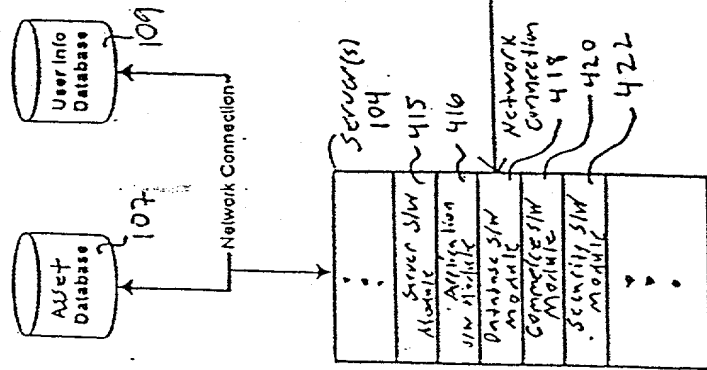 Asset
Database
107
User Info
Database
109
Network Connection
Server(s)
104
Server S/W
Module
415
Application
S/W Module
416
Database S/W
Module
418
Commerce S/W
Module
420
Security S/W
Module
422
Network
Connection